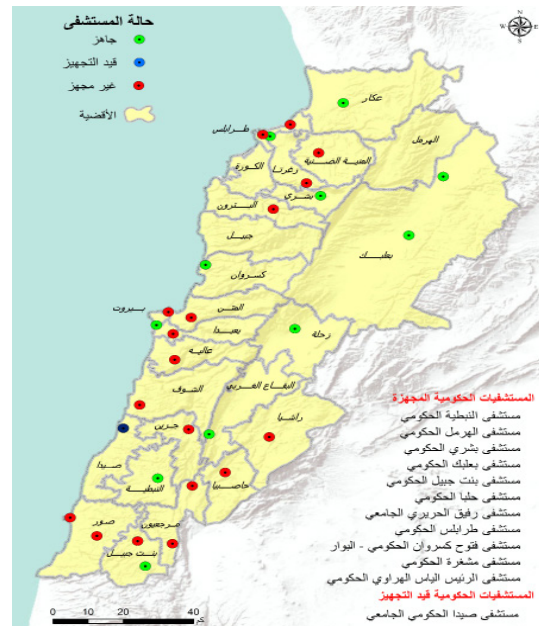 حالة المستشفى
جاهز
قيد التجهيز
غير مجهز
الأقضية
N
W E
S
عكار
طرابلس
الهرمل
المنية الضنية
زغرتا
الكورة
بشري
البترون
بعلبك
جبيل
كسروان
المتن
بيروت
بعبدا
زحلة
عاليه
البقاع الغربي
الشوف
راشيا
جزين
صيدا
حاصبيا
النبطية
مرجعيون
صور
بنت جبيل
المستشفيات الحكومية المجهزة
مستشفى النبطية الحكومي
مستشفى الهرمل الحكومي
مستشفى بشري الحكومي
مستشفى بعلبك الحكومي
مستشفى بنت جبيل الحكومي
مستشفى حلبا الحكومي
مستشفى رفيق الحريري الجامعي
مستشفى طرابلس الحكومي
مستشفى فتوح كسروان الحكومي - البوار
مستشفى مشغرة الحكومي
مستشفى الرئيس الياس الهراوي الحكومي
المستشفيات الحكومية قيد التجهيز
مستشفى صيدا الحكومي الجامعي
0 20 40
كم